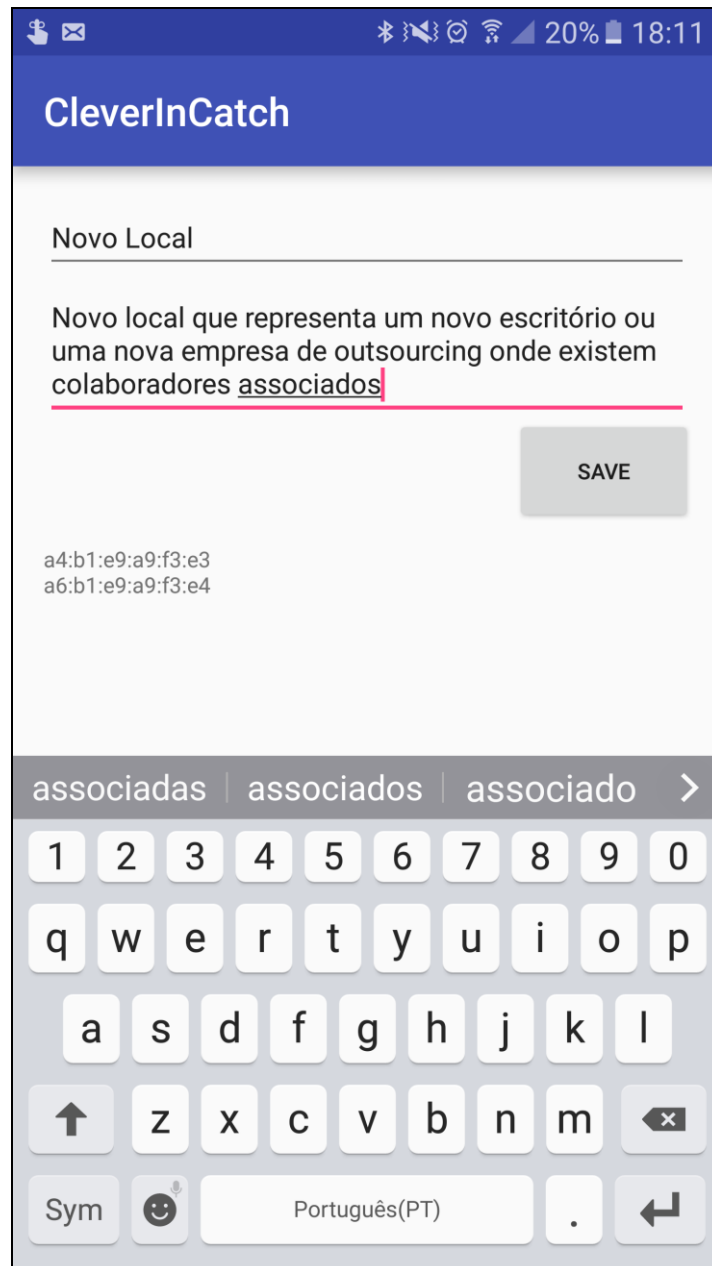 20% 18:11
CleverInCatch
Novo Local
Novo local que representa um novo escritório ou
uma nova empresa de outsourcing onde existem
colaboradores associados
SAVE
a4:b1:e9:a9:f3:e3
a6:b1:e9:a9:f3:e4
associadas associados associado
1 2 3 4 5 6 7 8 9 0
q w e r t y u i o p
a s d f g h j k l
z x c v b n m
Sym Português(PT) .